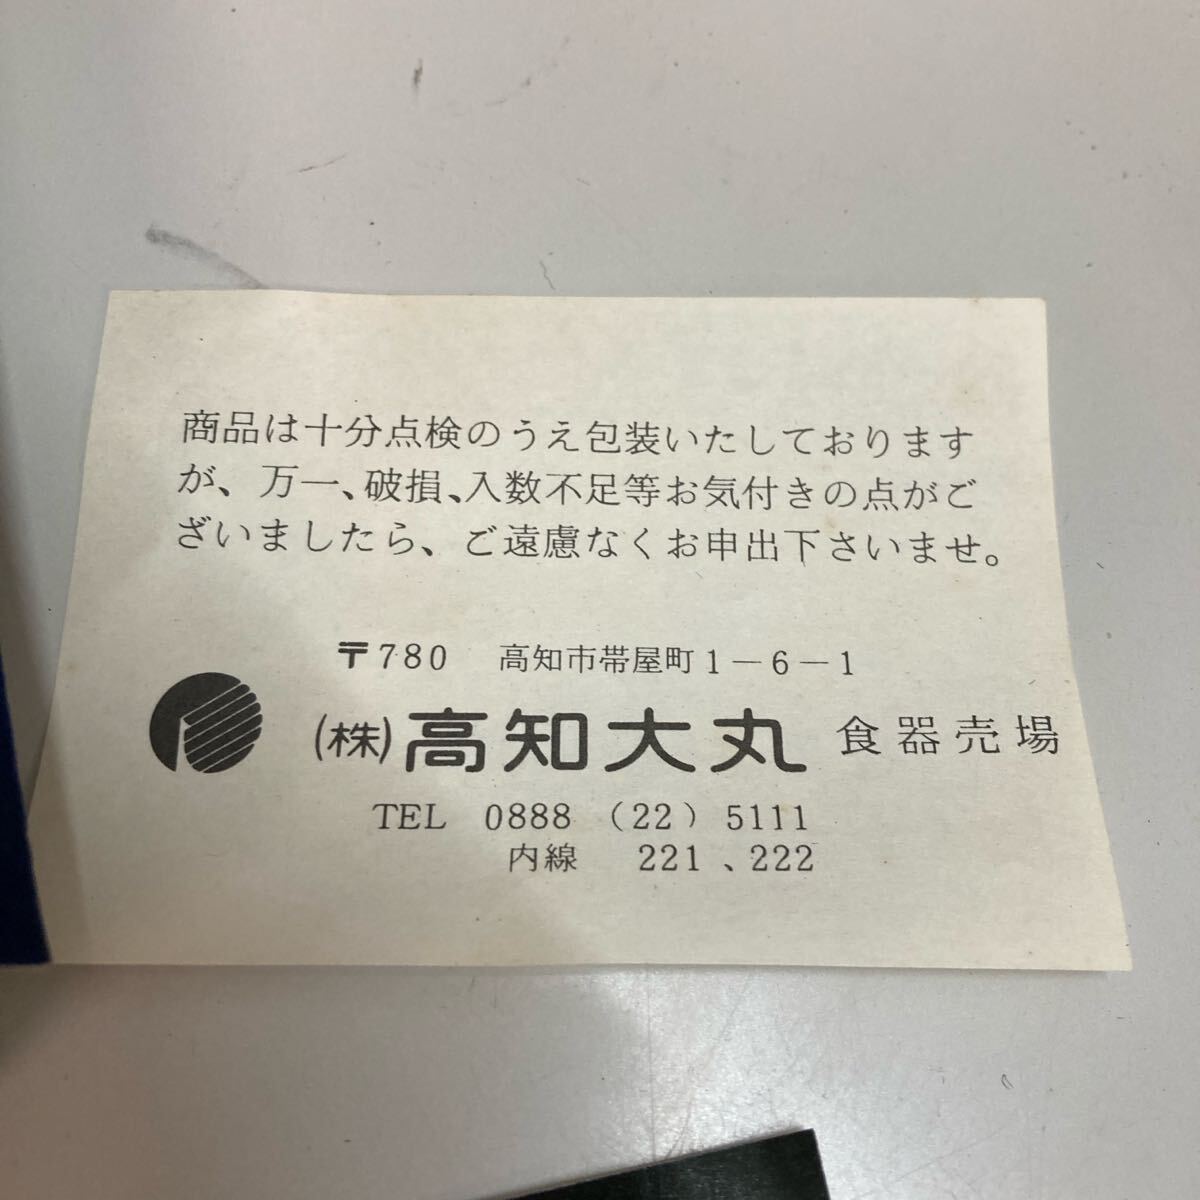 商品は十分点検のうえ包装いたしております
が、万一、破損、入数不足等お気付きの点がご
ざいましたら、ご遠慮なくお申出下さいませ。
〒780 高知市帯屋町1-6-1
(株)高知大丸 食器売場
TEL 0888 (22) 5111
内線 221、222